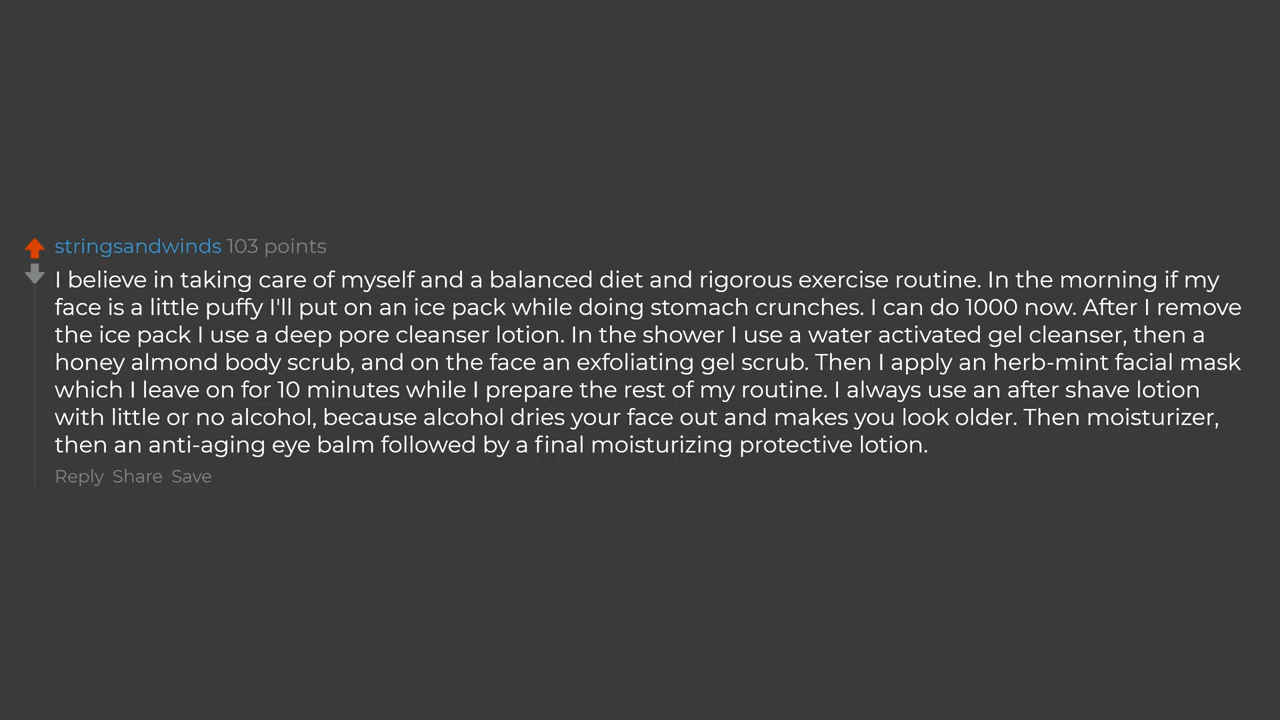 stringsandwinds 103 points
I believe in taking care of myself and a balanced diet and rigorous exercise routine. In the morning if my
face is a little puffy I'll put on an ice pack while doing stomach crunches. I can do 1000 now. After I remove
the ice pack I use a deep pore cleanser lotion. In the shower I use a water activated gel cleanser, then a
honey almond body scrub, and on the face an exfoliating gel scrub. Then I apply an herb-mint facial mask
which I leave on for 10 minutes while I prepare the rest of my routine. I always use an after shave lotion
with little or no alcohol, because alcohol dries your face out and makes you look older. Then moisturizer,
then an anti-aging eye balm followed by a final moisturizing protective lotion.
Reply Share Save